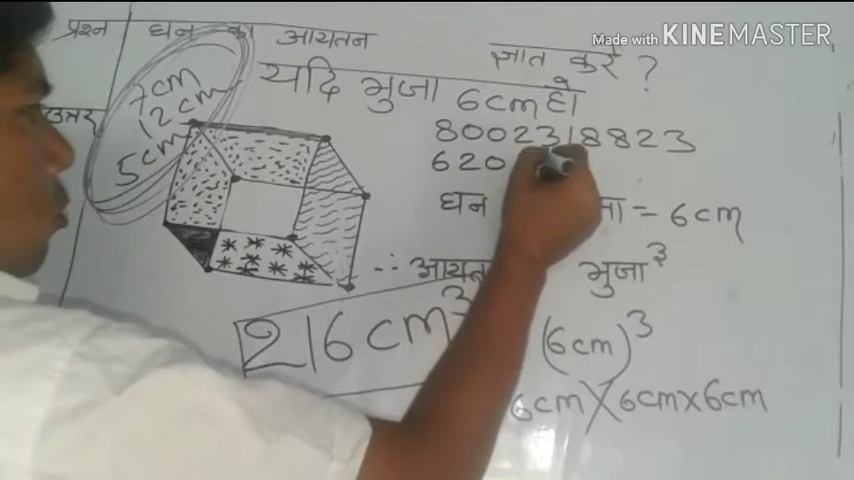 Made with KINEMASTER
प्रश्न घन का आयतन ज्ञात करें ?
यदि भुजा 6cm हो
उत्तर
7cm
12cm
5cm
8002318823
620
घन = 6cm
∴ भुजा³
216cm³
(6cm)³
6cm×6cm×6cm